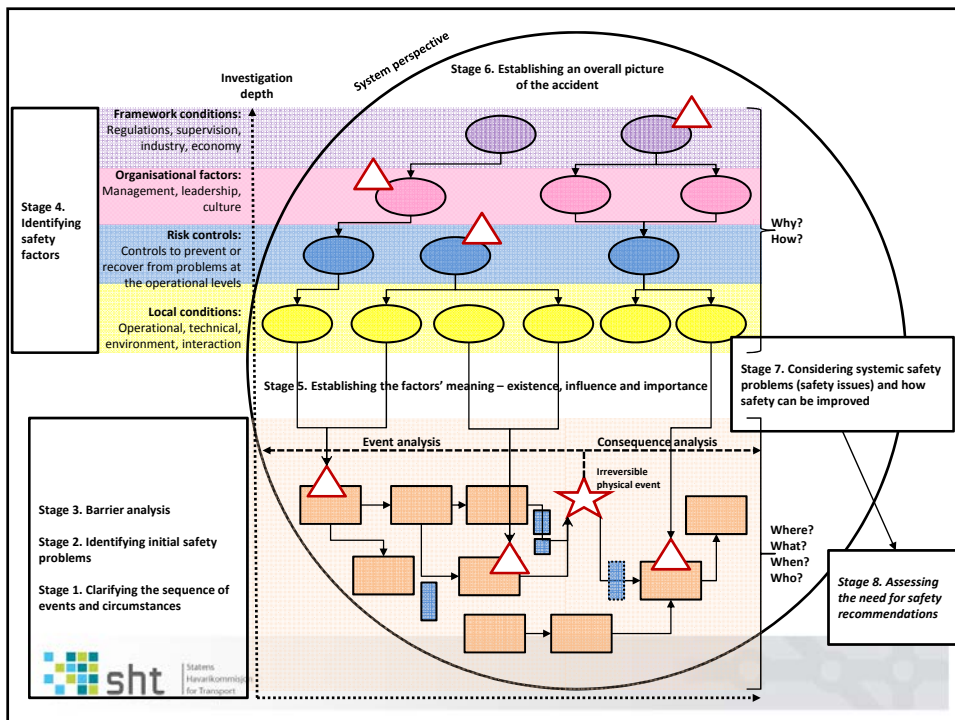 System perspective
Stage 6. Establishing an overall picture
of the accident
Investigation
depth
Framework conditions:
Regulations, supervision,
industry, economy
Organisational factors:
Management, leadership,
culture
Stage 4.
Identifying
safety
factors
Risk controls:
Controls to prevent or
recover from problems at
the operational levels
Why?
How?
Local conditions:
Operational, technical,
environment, interaction
Stage 5. Establishing the factors’ meaning – existence, influence and importance
Stage 7. Considering systemic safety
problems (safety issues) and how
safety can be improved
Event analysis
Consequence analysis
Irreversible
physical event
Stage 3. Barrier analysis
Stage 2. Identifying initial safety
problems
Stage 1. Clarifying the sequence of
events and circumstances
Where?
What?
When?
Who?
Stage 8. Assessing
the need for safety
recommendations
sht
Statens
Havarikommisjon
for Transport